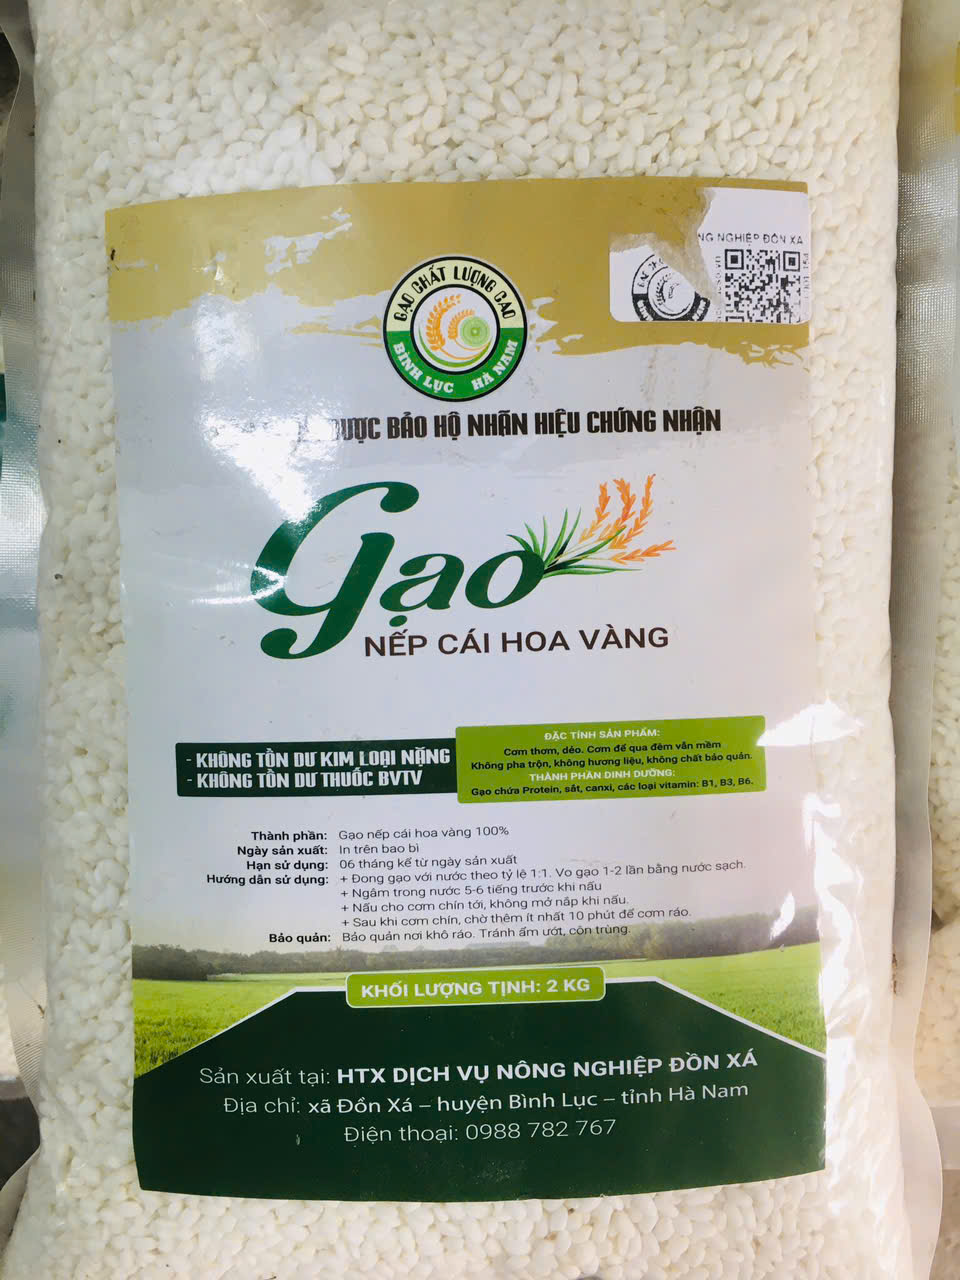 GẠO CHẤT LƯỢNG CAO
BÌNH LỤC HÀ NAM
NG NGHIỆP ĐỒN XÁ
ĐƯỢC BẢO HỘ NHÃN HIỆU CHỨNG NHẬN
Gạo
NẾP CÁI HOA VÀNG
- KHÔNG TỒN DƯ KIM LOẠI NẶNG
- KHÔNG TỒN DƯ THUỐC BVTV
ĐẶC TÍNH SẢN PHẨM:
Cơm thơm, dẻo. Cơm để qua đêm vẫn mềm
Không pha trộn, không hương liệu, không chất bảo quản.
THÀNH PHẦN DINH DƯỠNG:
Gạo chứa Protein, sắt, canxi, các loại vitamin: B1, B3, B6.
Thành phần: Gạo nếp cái hoa vàng 100%
Ngày sản xuất: In trên bao bì
Hạn sử dụng: 06 tháng kể từ ngày sản xuất
Hướng dẫn sử dụng: + Đong gạo với nước theo tỷ lệ 1:1. Vo gạo 1-2 lần bằng nước sạch.
+ Ngâm trong nước 5-6 tiếng trước khi nấu
+ Nấu cho cơm chín tới, không mở nắp khi nấu.
+ Sau khi cơm chín, chờ thêm ít nhất 10 phút để cơm ráo.
Bảo quản: Bảo quản nơi khô ráo. Tránh ẩm ướt, côn trùng.
KHỐI LƯỢNG TỊNH: 2 KG
Sản xuất tại: HTX DỊCH VỤ NÔNG NGHIỆP ĐỒN XÁ
Địa chỉ: xã Đồn Xá – huyện Bình Lục – tỉnh Hà Nam
Điện thoại: 0988 782 767